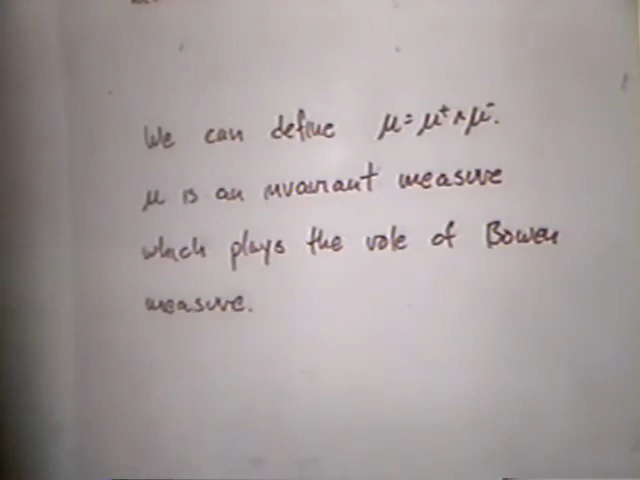 We can define μ = μ⁺ ∧ μ⁻.
μ is an invariant measure
which plays the role of Bowen
measure.